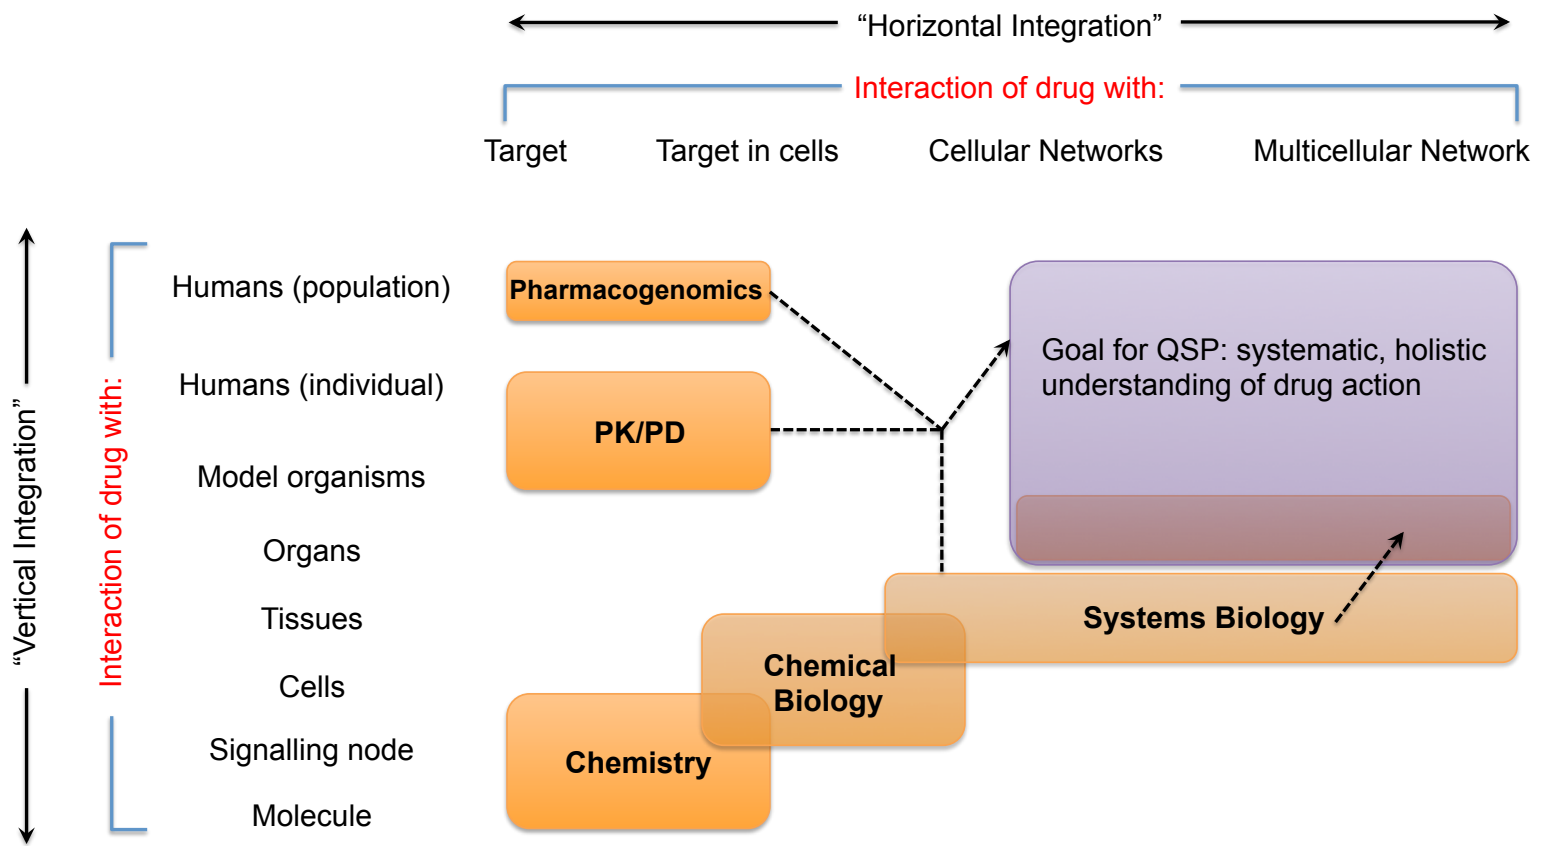 “Horizontal Integration”
Interaction of drug with:
Target
Target in cells
Cellular Networks
Multicellular Network
“Vertical Integration”
Interaction of drug with:
Humans (population)
Humans (individual)
Model organisms
Organs
Tissues
Cells
Signalling node
Molecule
Pharmacogenomics
PK/PD
Goal for QSP: systematic, holistic
understanding of drug action
Systems Biology
Chemical
Biology
Chemistry